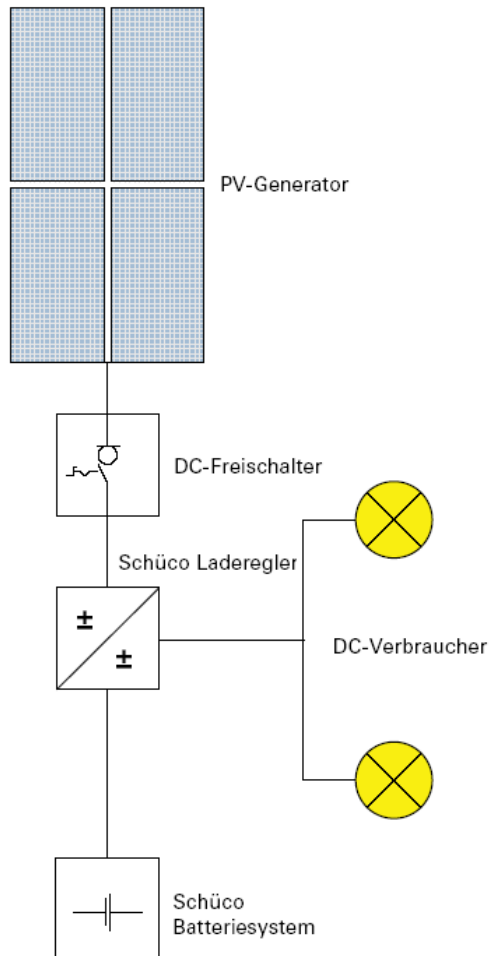 PV-Generator
DC-Freischalter
Schüco Laderegler
±
±
DC-Verbraucher
Schüco
Batteriesystem